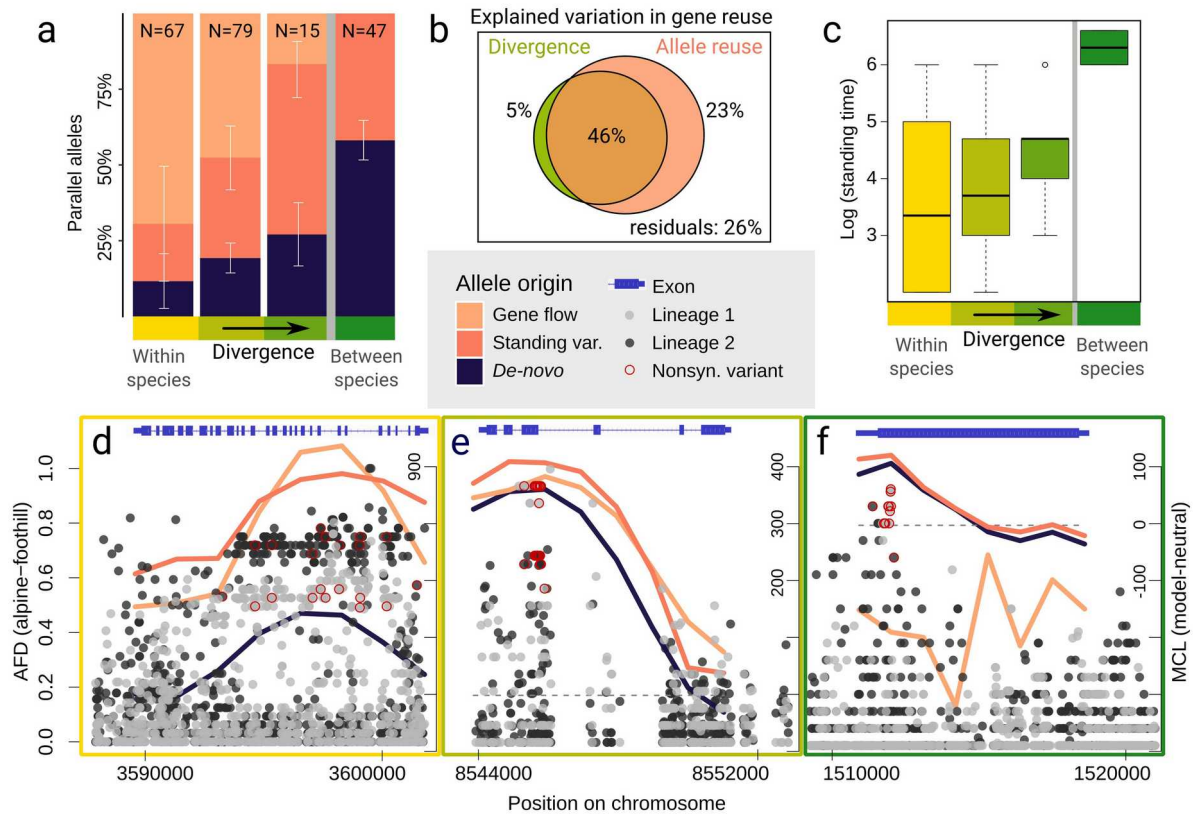 a
N=67
N=79
N=15
N=47
Parallel alleles
75%
50%
25%
Within
species
Divergence
Between
species
b
Explained variation in gene reuse
Divergence
Allele reuse
5%
46%
23%
residuals: 26%
Allele origin
Gene flow
Standing var.
De-novo
Exon
Lineage 1
Lineage 2
Nonsyn. variant
c
Log (standing time)
6
5
4
3
Within
species
Divergence
Between
species
d
AFD (alpine–foothill)
1.0
0.8
0.6
0.4
0.2
0.0
900
3590000
3600000
e
400
300
200
8544000
8552000
f
100
0
-100
MCL (model-neutral)
1510000
1520000
Position on chromosome